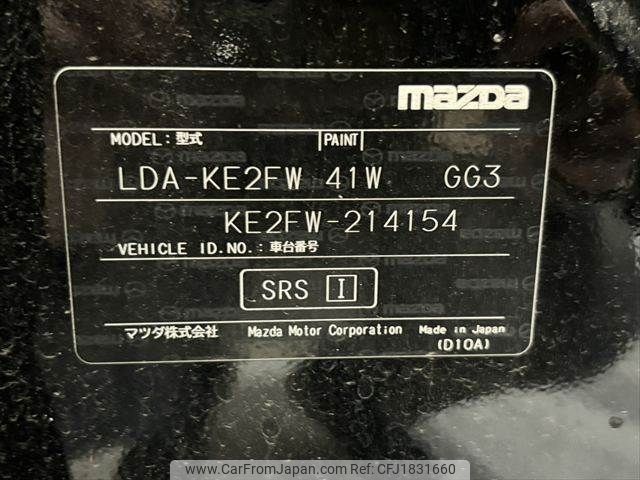 mazda
MODEL: 型式 PAINT
LDA-KE2FW 41W GG3
KE2FW-214154
VEHICLE ID.NO.: 車台番号
SRS I
マツダ株式会社 Mazda Motor Corporation Made in Japan
(D10A)
www.CarFromJapan.com - Car Ref No: CFJ1831660